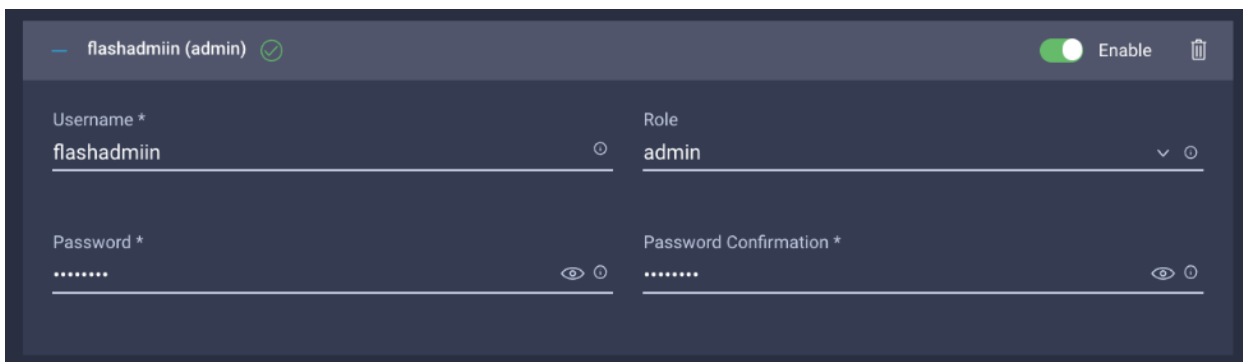 flashadmiin (admin) Enable
Username * Role
flashadmiin admin
Password * Password Confirmation *
•••••••• ••••••••